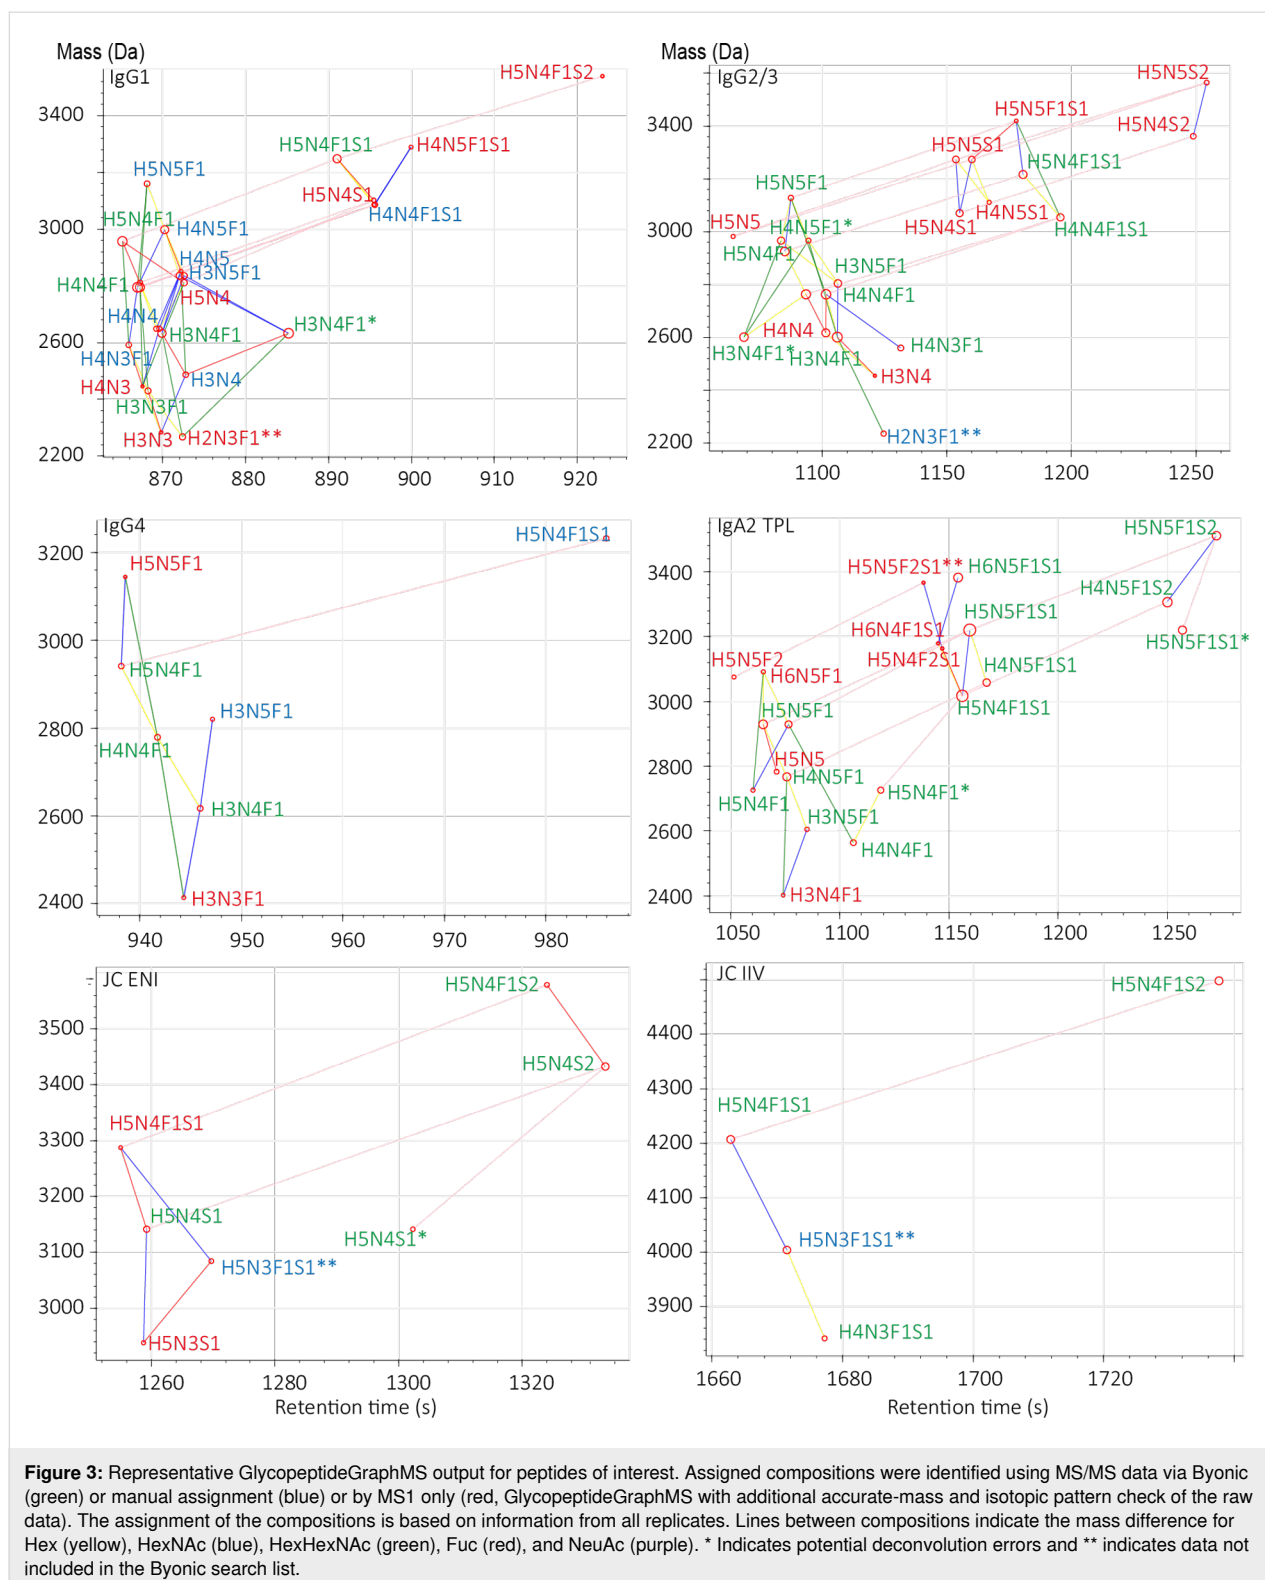 Mass (Da)
IgG1
H5N4F1S2
3400
H5N4F1S1
H4N5F1S1
H5N5F1
H5N4S1
H4N4F1S1
H5N4F1
3000
H4N5F1
H4N5
H3N5F1
H4N4F1
H5N4
H4N4
H3N4F1
H3N4F1*
2600
H4N3F1
H3N4
H4N3
H3N3F1
H3N3
H2N3F1**
2200
870 880 890 900 910 920
Mass (Da)
IgG2/3
H5N5S2
3400
H5N5F1S1
H5N4S2
H5N5S1
H5N4F1S1
H5N5F1
H4N5S1
H5N5
H4N5F1*
H5N4S1
H4N4F1S1
3000
H5N4F1
H3N5F1
H4N4F1
H4N4
2600
H3N4F1*
H3N4F1
H4N3F1
H3N4
2200
H2N3F1**
1100 1150 1200 1250
IgG4
H5N4F1S1
3200
H5N5F1
3000
H5N4F1
2800
H4N4F1
H3N5F1
2600
H3N4F1
2400
H3N3F1
940 950 960 970 980
IgA2 TPL
H5N5F1S2
3400
H5N5F2S1**
H6N5F1S1
H4N5F1S2
H5N5F1S1
3200
H6N4F1S1
H5N5F1S1*
H5N4F2S1
H4N5F1S1
H5N5F2
H6N5F1
3000
H5N5F1
H5N4F1S1
2800
H5N5
H4N5F1
H5N4F1
H5N4F1*
2600
H3N5F1
H4N4F1
2400
H3N4F1
1050 1100 1150 1200 1250
JC ENI
H5N4F1S2
3500
H5N4S2
3400
3300
H5N4F1S1
3200
H5N4S1
H5N4S1*
3100
H5N3F1S1**
3000
H5N3S1
1260 1280 1300 1320
Retention time (s)
JC IIV
H5N4F1S2
4400
4300
H5N4F1S1
4200
4100
4000
H5N3F1S1**
3900
H4N3F1S1
1660 1680 1700 1720
Retention time (s)
Figure 3: Representative GlycopeptideGraphMS output for peptides of interest. Assigned compositions were identified using MS/MS data via Byonic
(green) or manual assignment (blue) or by MS1 only (red, GlycopeptideGraphMS with additional accurate-mass and isotopic pattern check of the raw
data). The assignment of the compositions is based on information from all replicates. Lines between compositions indicate the mass difference for
Hex (yellow), HexNAc (blue), HexHexNAc (green), Fuc (red), and NeuAc (purple). * Indicates potential deconvolution errors and ** indicates data not
included in the Byonic search list.